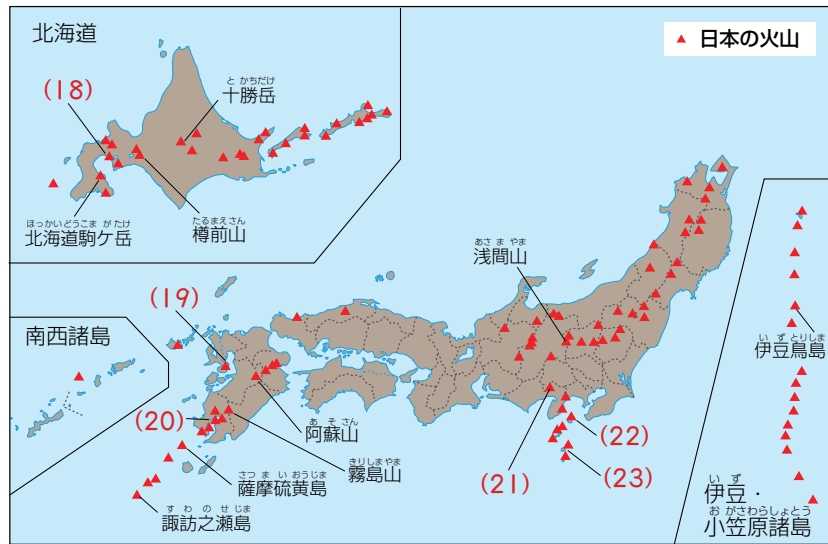 北海道
▲ 日本の火山
(18)
とかちだけ
十勝岳
ほっかいどうこまがたけ
北海道駒ケ岳
たるまえさん
樽前山
あさまやま
浅間山
(19)
南西諸島
いずとりしま
伊豆鳥島
(20)
あそさん
阿蘇山
きりしまやま
霧島山
さつまいおうじま
薩摩硫黄島
すわのせじま
諏訪之瀬島
(21)
(22)
(23)
いず
伊豆・
おがさわらしょとう
小笠原諸島